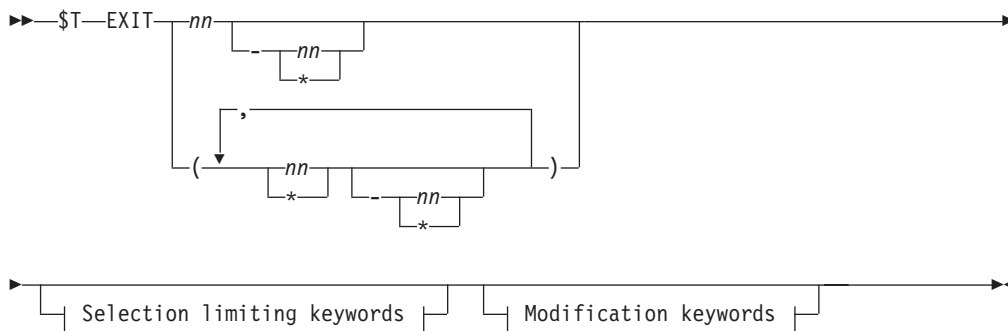 $T EXIT nn
- nn
*
,
( nn )
* - nn
*
Selection limiting keywords Modification keywords